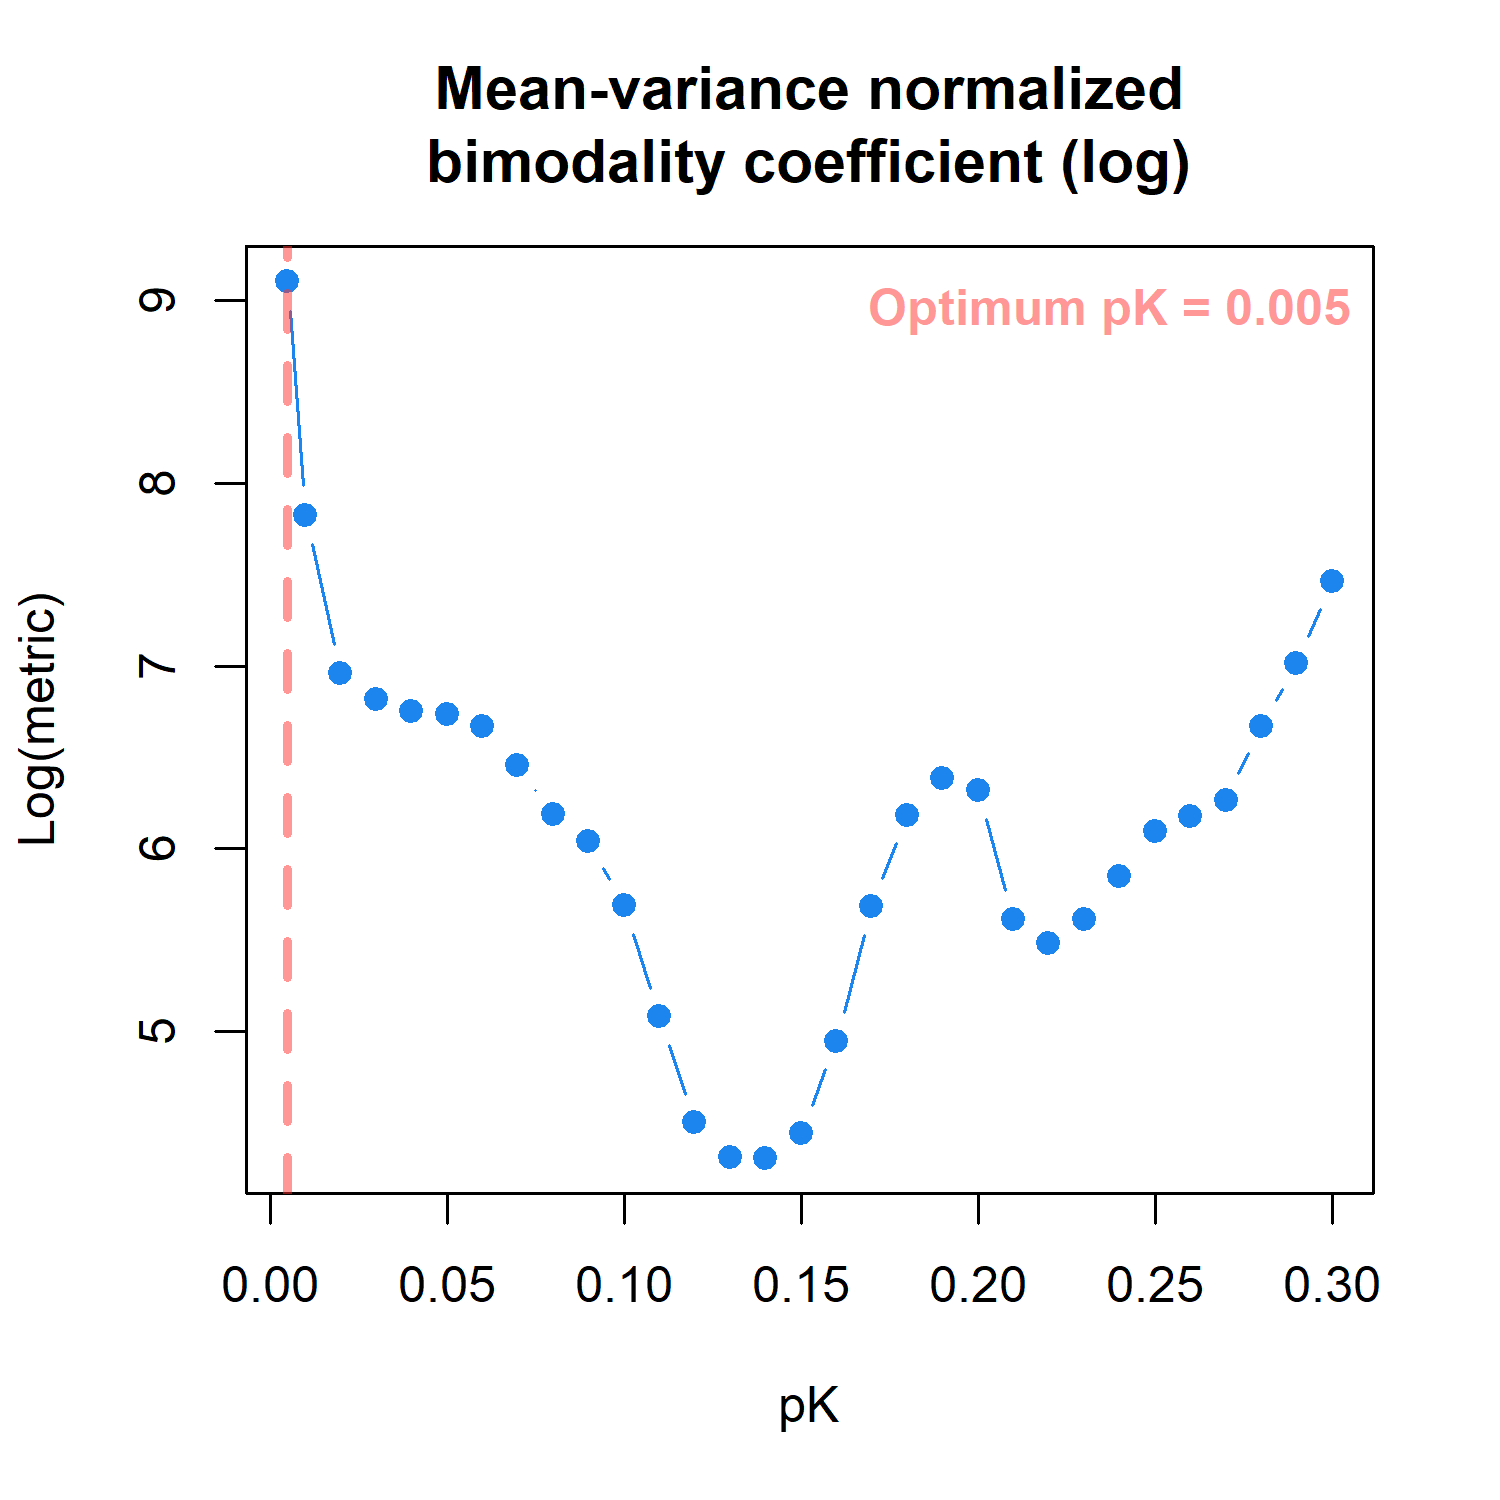 Mean-variance normalized
bimodality coefficient (log)
Optimum pK = 0.005
Log(metric)
9
8
7
6
5
0.00 0.05 0.10 0.15 0.20 0.25 0.30
pK